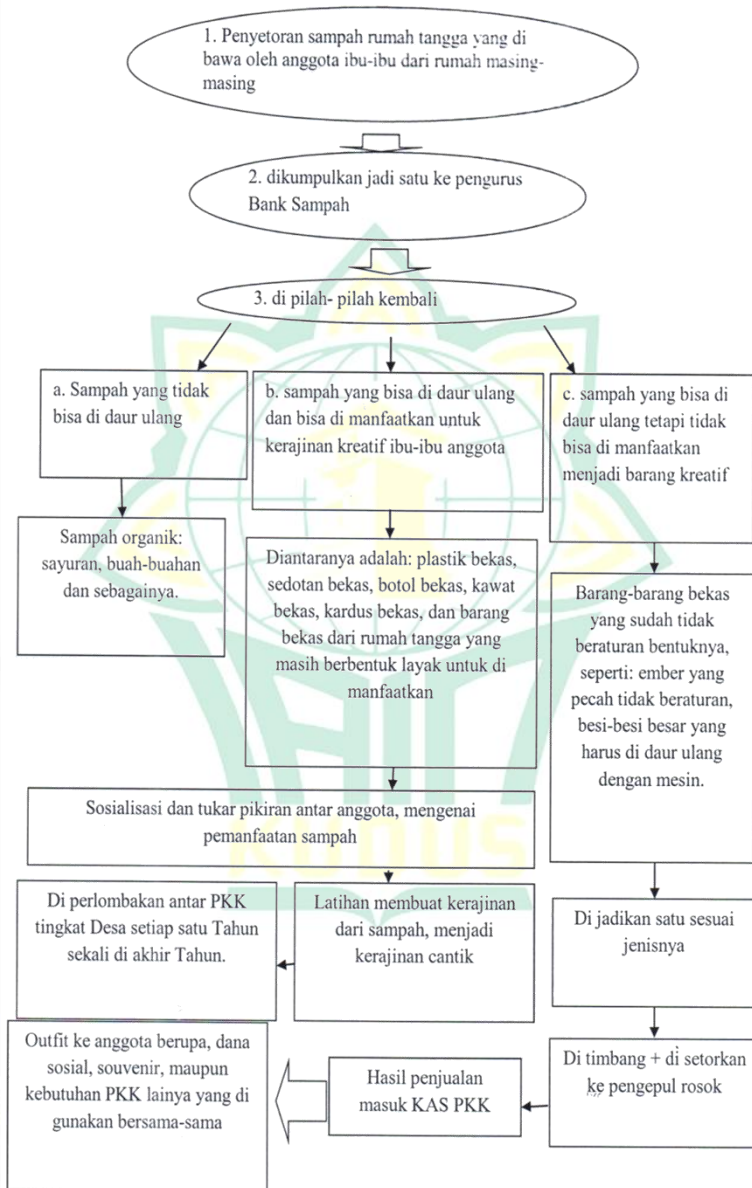 1. Penyetoran sampah rumah tangga yang di
bawa oleh anggota ibu-ibu dari rumah masing-
masing
2. dikumpulkan jadi satu ke pengurus
Bank Sampah
3. di pilah- pilah kembali
a. Sampah yang tidak
bisa di daur ulang
b. sampah yang bisa di daur ulang
dan bisa di manfaatkan untuk
kerajinan kreatif ibu-ibu anggota
c. sampah yang bisa di
daur ulang tetapi tidak
bisa di manfaatkan
menjadi barang kreatif
Sampah organik:
sayuran, buah-buahan
dan sebagainya.
Diantaranya adalah: plastik bekas,
sedotan bekas, botol bekas, kawat
bekas, kardus bekas, dan barang
bekas dari rumah tangga yang
masih berbentuk layak untuk di
manfaatkan
Barang-barang bekas
yang sudah tidak
beraturan bentuknya,
seperti: ember yang
pecah tidak beraturan,
besi-besi besar yang
harus di daur ulang
dengan mesin.
Sosialisasi dan tukar pikiran antar anggota, mengenai
pemanfaatan sampah
Di perlombakan antar PKK
tingkat Desa setiap satu Tahun
sekali di akhir Tahun.
Latihan membuat kerajinan
dari sampah, menjadi
kerajinan cantik
Di jadikan satu sesuai
jenisnya
Outfit ke anggota berupa, dana
sosial, souvenir, maupun
kebutuhan PKK lainya yang di
gunakan bersama-sama
Hasil penjualan
masuk KAS PKK
Di timbang + di setorkan
ke pengepul rosok
KUDUS